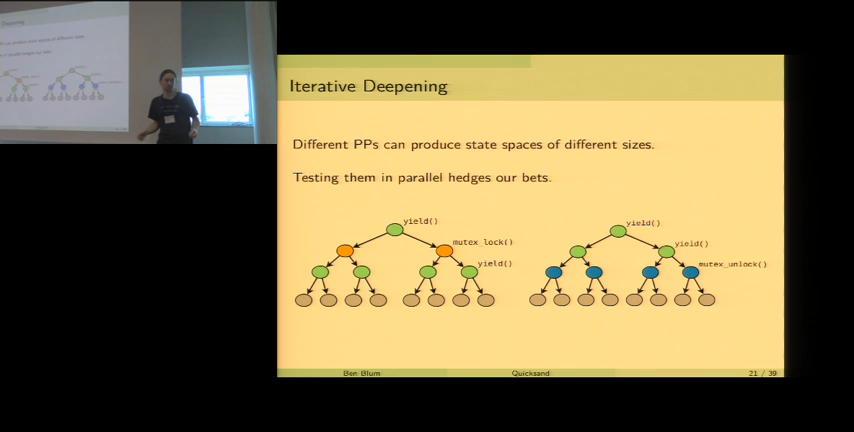 Iterative Deepening
Different PPs can produce state spaces of different sizes.
Testing them in parallel hedges our bets.
yield()
mutex_lock()
yield()
yield()
yield()
mutex_unlock()
Ben Blum
Quicksand
21 / 39